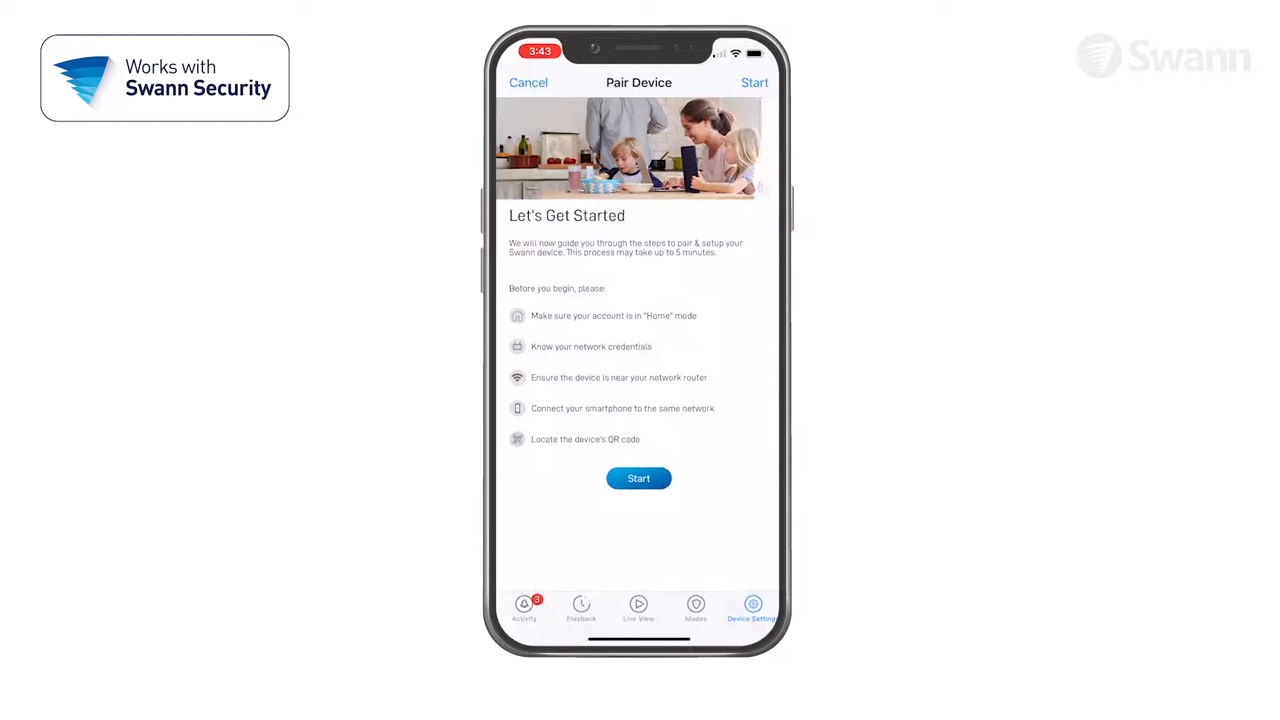 Works with
Swann Security
Swann
3:43
Cancel
Pair Device
Start
Let's Get Started
We will now guide you through the steps to pair & setup your
Swann device. This process may take up to 5 minutes.
Before you begin, please:
Make sure your account is in "Home" mode
Know your network credentials
Ensure the device is near your network router
Connect your smartphone to the same network
Locate the device's QR code
Start
3
Activity
Playback
Live View
Modes
Device Setting